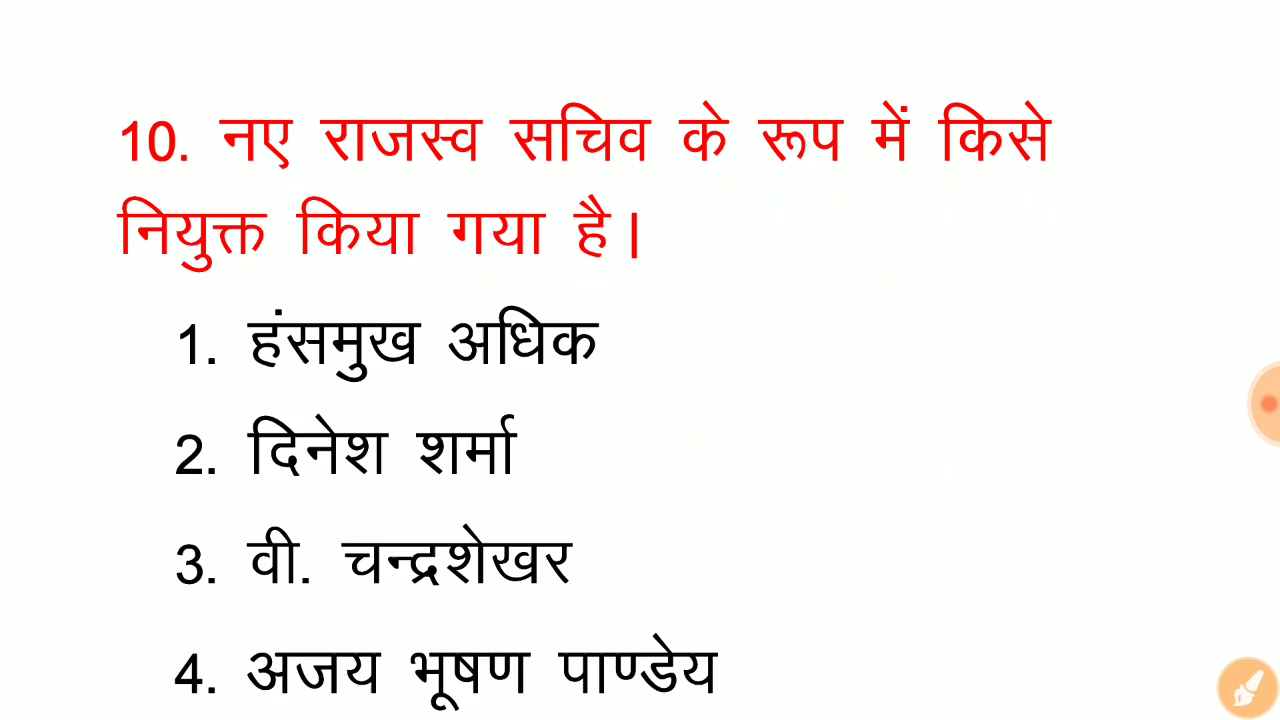 10. नए राजस्व सचिव के रूप में किसे
नियुक्त किया गया है।
1. हंसमुख अधिक
2. दिनेश शर्मा
3. वी. चन्द्रशेखर
4. अजय भूषण पाण्डेय